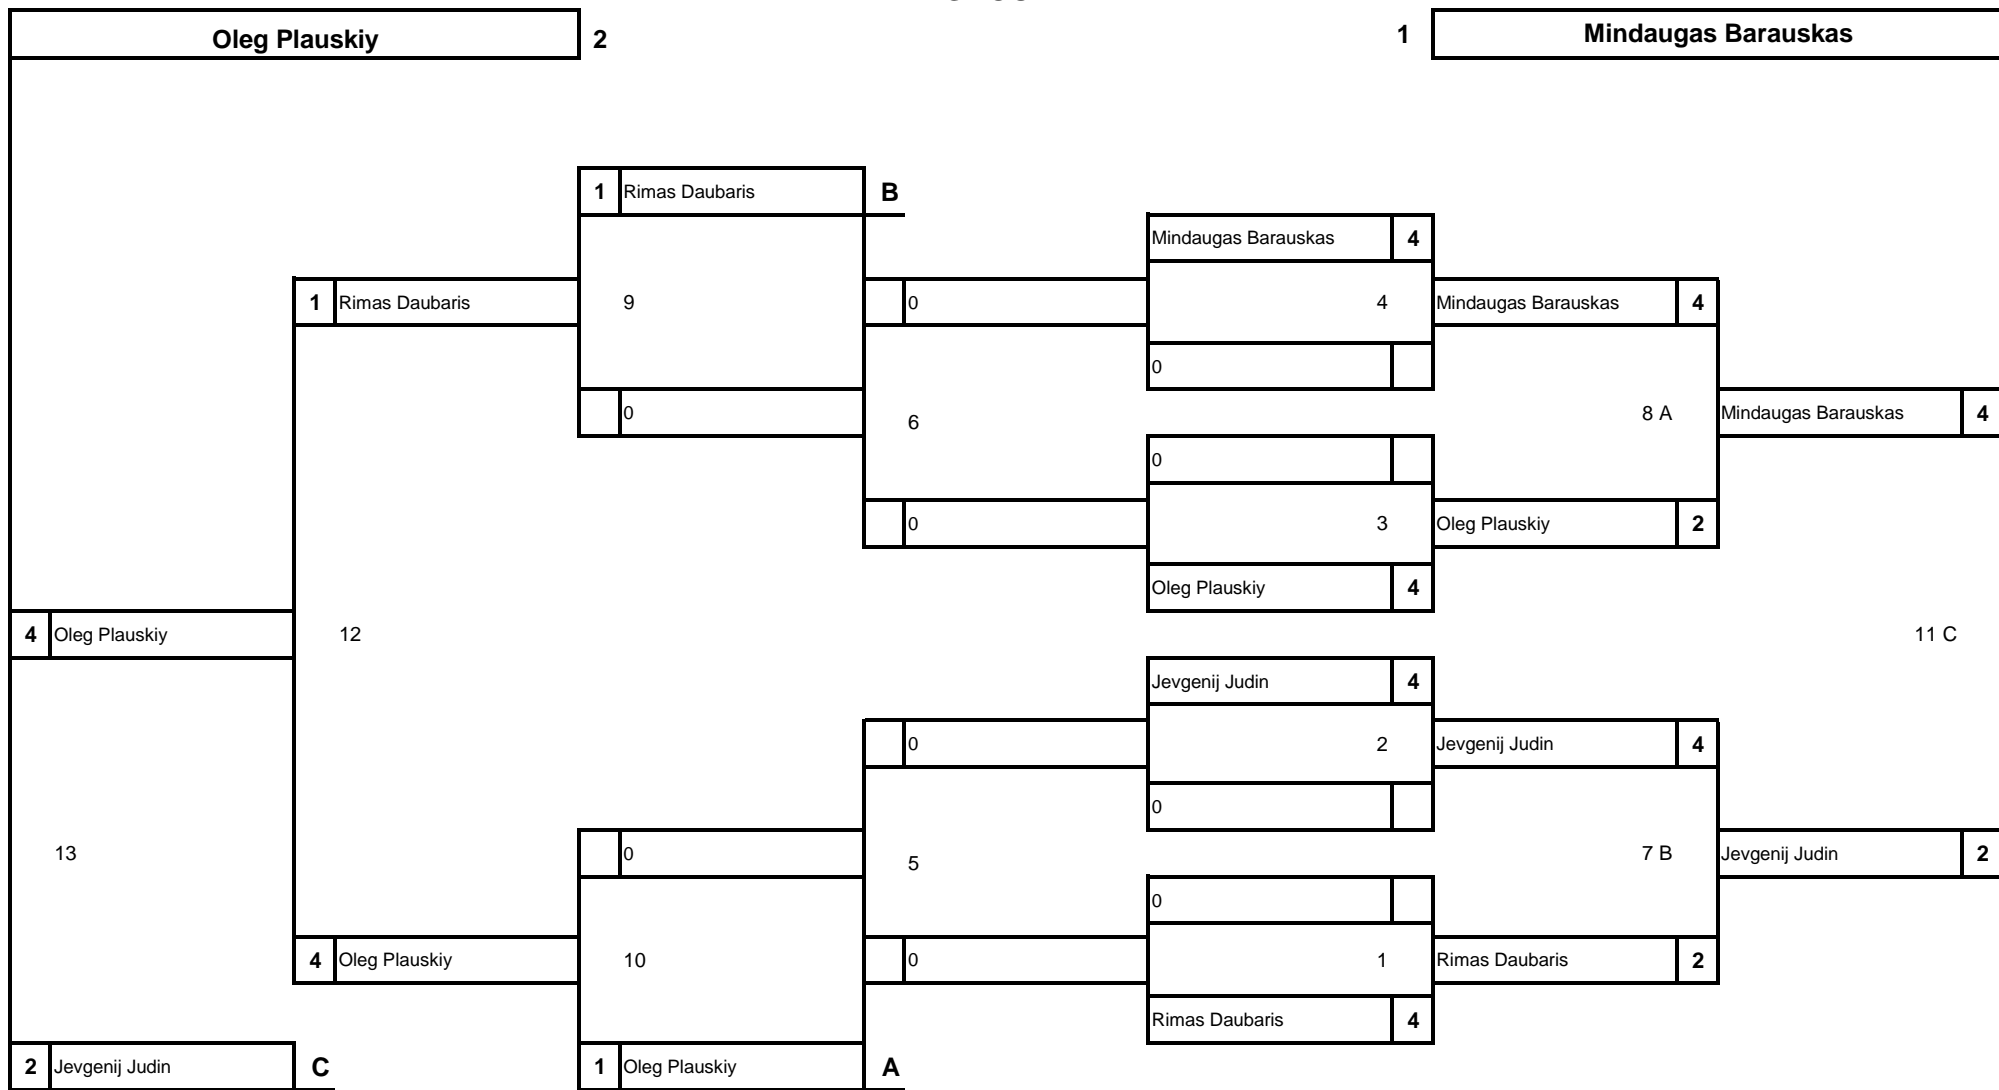 Oleg Plauskiy 2 1 Mindaugas Barauskas
1 Rimas Daubaris B
Mindaugas Barauskas 4
1 Rimas Daubaris 9 0 4 Mindaugas Barauskas 4
0
0 6 8 A Mindaugas Barauskas 4
0
0 3 Oleg Plauskiy 2
Oleg Plauskiy 4
4 Oleg Plauskiy 12 11 C
Jevgenij Judin 4
0 2 Jevgenij Judin 4
0
13 0 5 7 B Jevgenij Judin 2
0
4 Oleg Plauskiy 10 0 1 Rimas Daubaris 2
Rimas Daubaris 4
2 Jevgenij Judin C 1 Oleg Plauskiy A